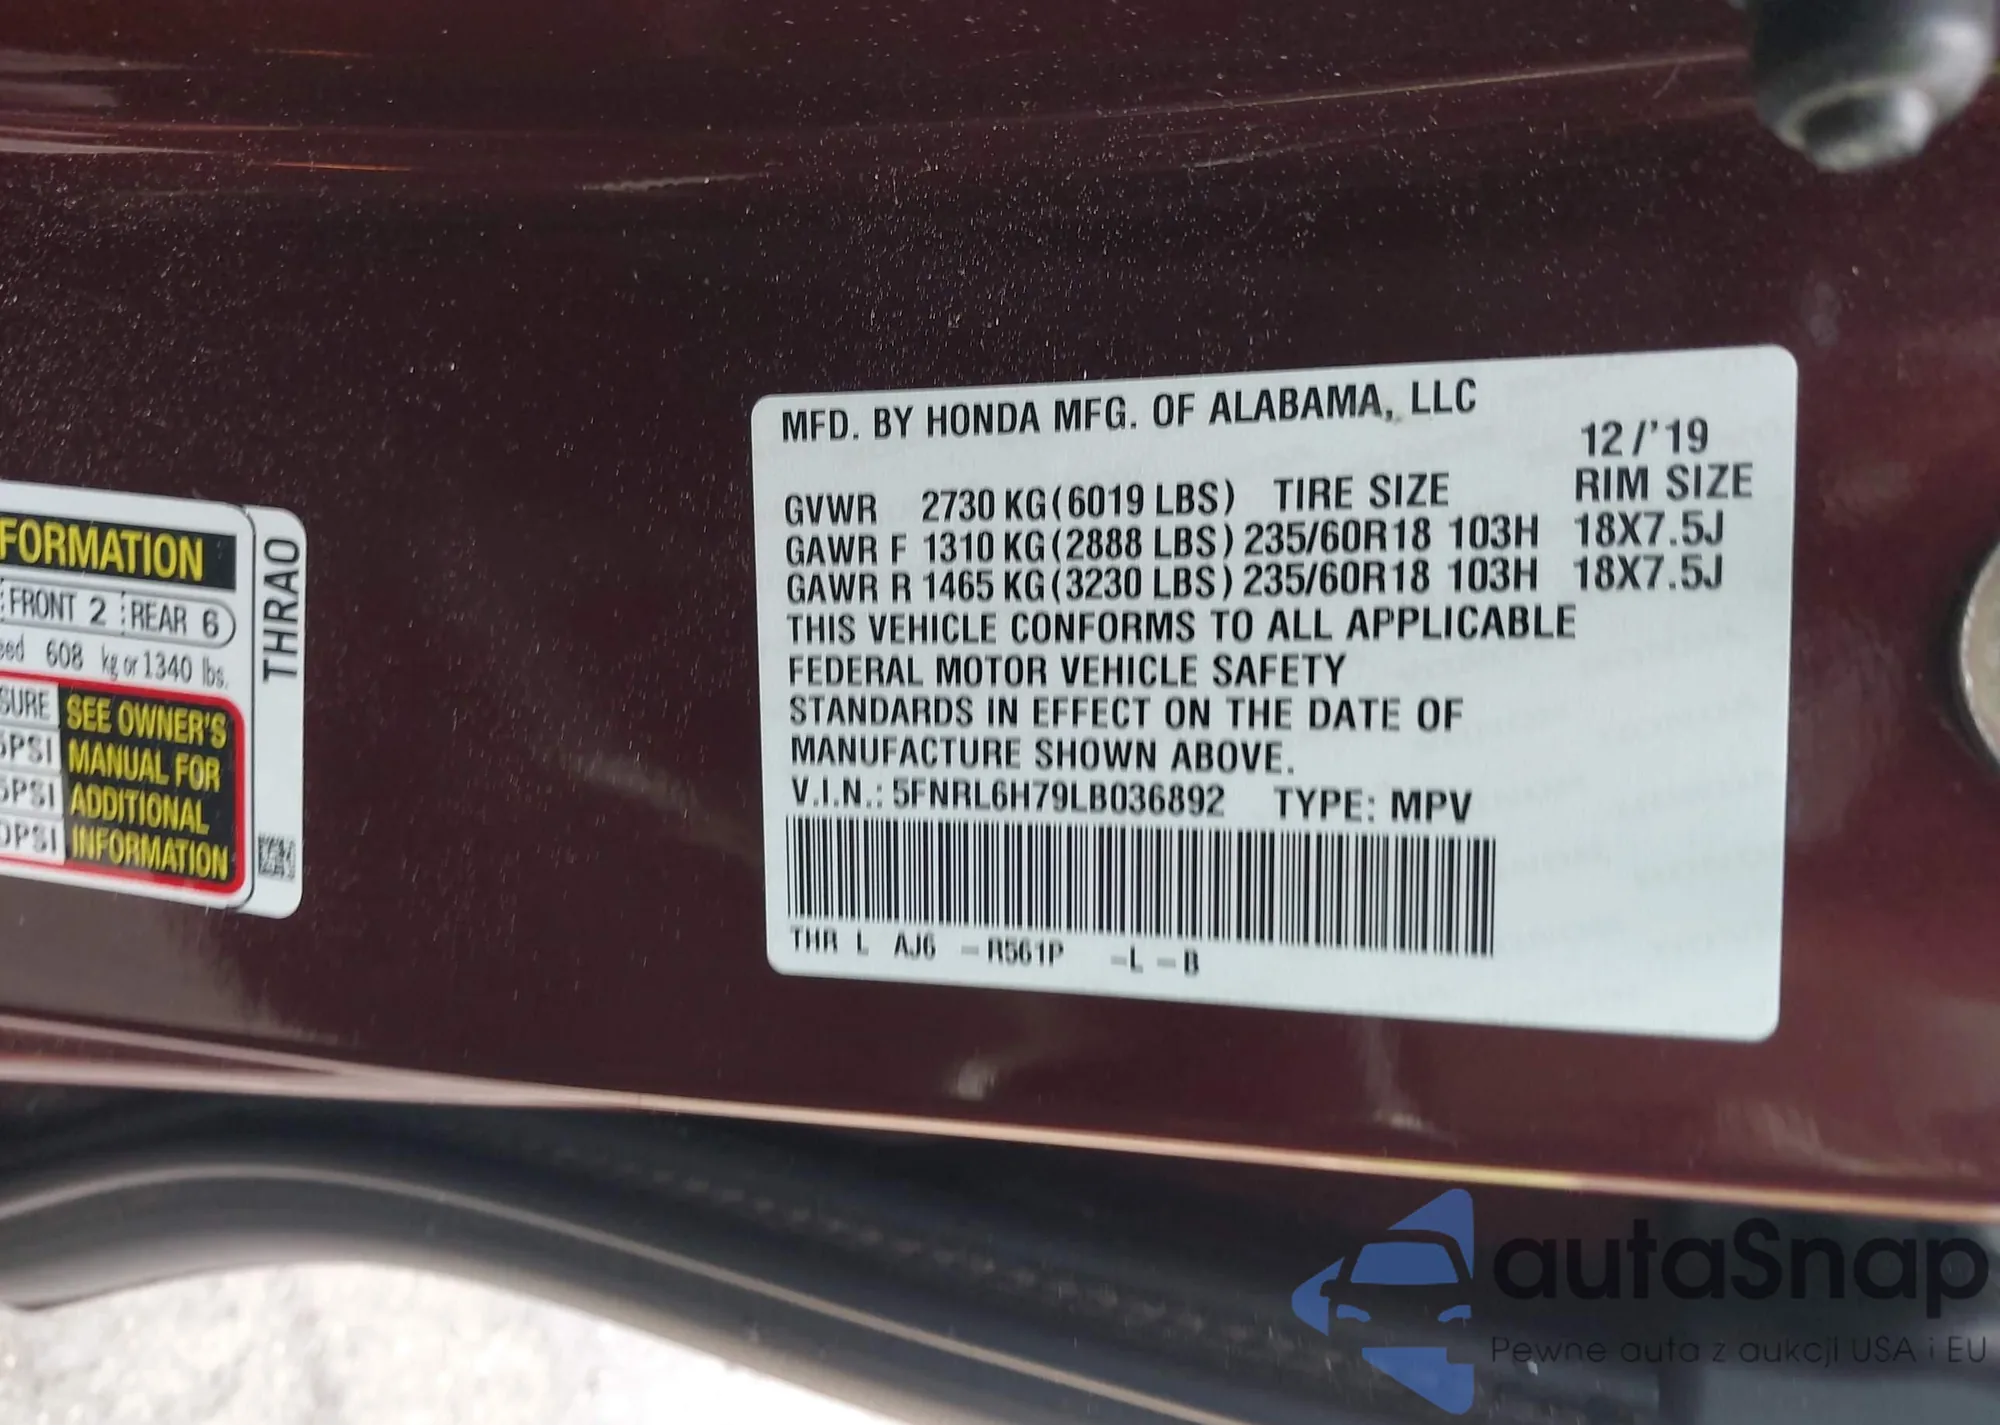 MFD. BY HONDA MFG. OF ALABAMA, LLC
12/'19
GVWR 2730 KG (6019 LBS) TIRE SIZE RIM SIZE
GAWR F 1310 KG (2888 LBS) 235/60R18 103H 18X7.5J
GAWR R 1465 KG (3230 LBS) 235/60R18 103H 18X7.5J
THIS VEHICLE CONFORMS TO ALL APPLICABLE
FEDERAL MOTOR VEHICLE SAFETY
STANDARDS IN EFFECT ON THE DATE OF
MANUFACTURE SHOWN ABOVE.
V.I.N.: 5FNRL6H79LB036892 TYPE: MPV
THR L AJ6 -R561P -L-B
FORMATION
FRONT 2 REAR 6
608 kg or 1340 lbs.
SURE
PSI
PSI
PSI
SEE OWNER'S
MANUAL FOR
ADDITIONAL
INFORMATION
THRAO
autaSnap
Pewne auta z aukcji USA i EU